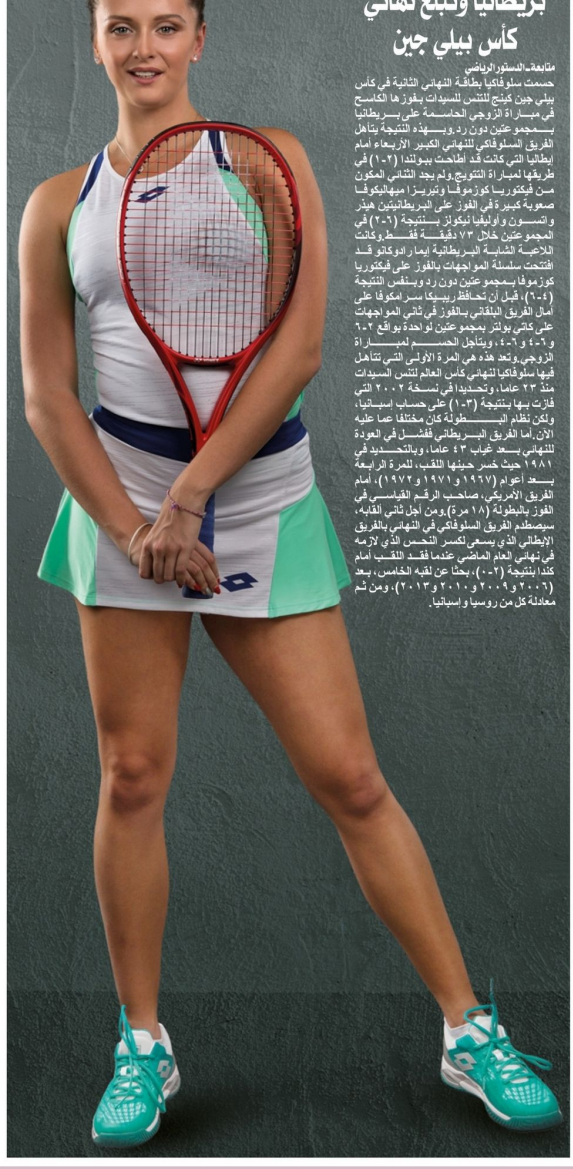 بريطانيا وتبلغ نهائي
كأس بيلي جين
متابعة-الدستور الرياضي
حسمت سلوفاكيا بطاقة النهائي الثانية في كأس
بيلي جين كينج للتنس للسيدات بفوزها الكاسح
في مباراة الزوجي الحاسمة على بريطانيا
بمجموعتين دون رد.وبهذه النتيجة يتأهل
الفريق السلوفاكي للنهائي الكبير الأربعاء أمام
إيطاليا التي كانت قد أطاحت ببولندا (٢-١) في
طريقها لمباراة التتويج.ولم يجد الثنائي المكون
من فيكتوريا كوزموفا وتيريزا ميهاليكوفا
صعوبة كبيرة في الفوز على البريطانيتين هيذر
واتسون وأوليفيا نيكولز بنتيجة (٦-٢) في
المجموعتين خلال ٧٣ دقيقة فقط.وكانت
اللاعبة الشابة البريطانية إيما رادوكانو قد
افتتحت سلسلة المواجهات بالفوز على فيكتوريا
كوزموفا بمجموعتين دون رد وبنفس النتيجة
(٦-٤)، قبل أن تحافظ ريبيكا سرامكوفا على
آمال الفريق البلقاني بالفوز في ثاني المواجهات
على كاتي بولتر بمجموعتين لواحدة بواقع ٢-٦
و٦-٤ و٦-٤، ويتأجل الحسم لمباراة
الزوجي.وتعد هذه هي المرة الأولى التي تتأهل
فيها سلوفاكيا لنهائي كأس العالم لتنس السيدات
منذ ٢٣ عاما، وتحديدا في نسخة ٢٠٠٢ التي
فازت بها بنتيجة (٣-١) على حساب إسبانيا،
ولكن نظام البطولة كان مختلفا عما عليه
الآن.أما الفريق البريطاني ففشل في العودة
للنهائي بعد غياب ٤٣ عاما، وبالتحديد في
١٩٨١ حيث خسر حينها اللقب، للمرة الرابعة
بعد أعوام (١٩٦٧ و١٩٧١ و١٩٧٢)، أمام
الفريق الأمريكي، صاحب الرقم القياسي في
الفوز بالبطولة (١٨ مرة).ومن أجل ثاني ألقابه،
سيصطدم الفريق السلوفاكي في النهائي بالفريق
الإيطالي الذي يسعى لكسر النحس الذي لازمه
في نهائي العام الماضي عندما فقد اللقب أمام
كندا بنتيجة (٢-٠)، بحثا عن لقبه الخامس، بعد
(٢٠٠٦ و٢٠٠٩ و٢٠١٠ و٢٠١٣)، ومن ثم
معادلة كل من روسيا وإسبانيا.